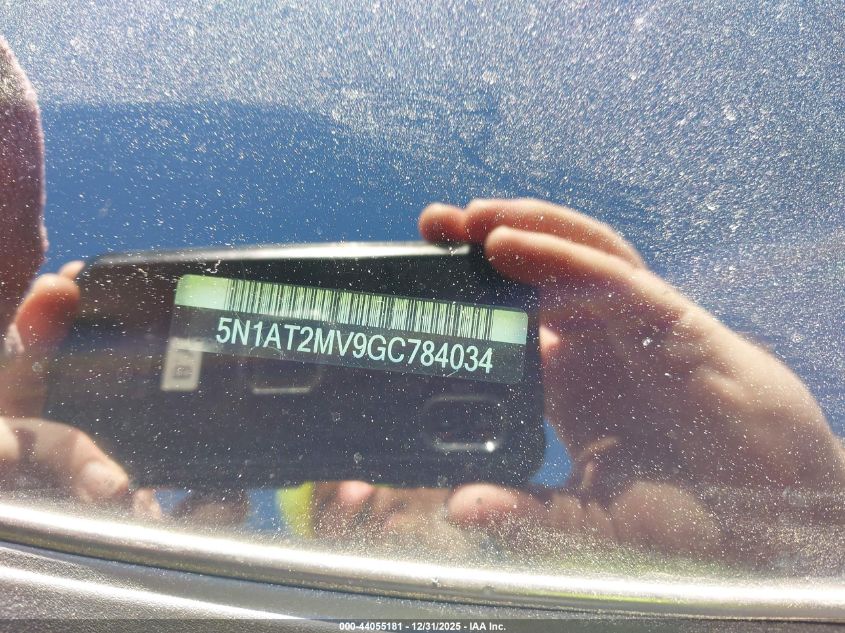 5N1AT2MV9GC784034
000-44055181 - 12/31/2025 - IAA Inc.